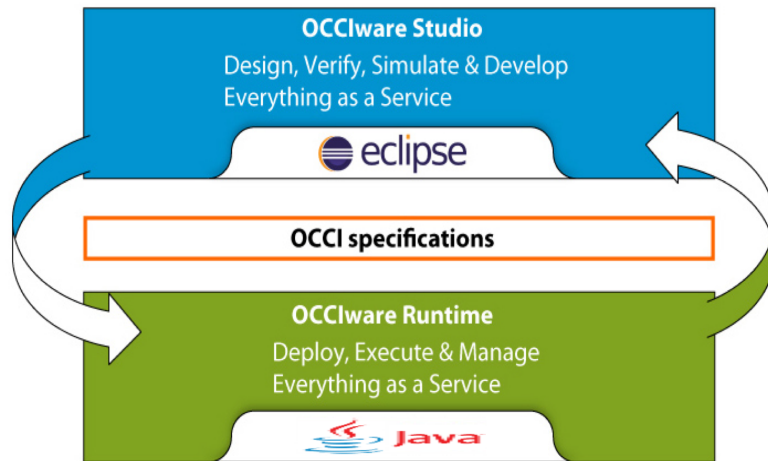 OCCIware Studio
Design, Verify, Simulate & Develop
Everything as a Service
eclipse
OCCI specifications
OCCIware Runtime
Deploy, Execute & Manage
Everything as a Service
Java